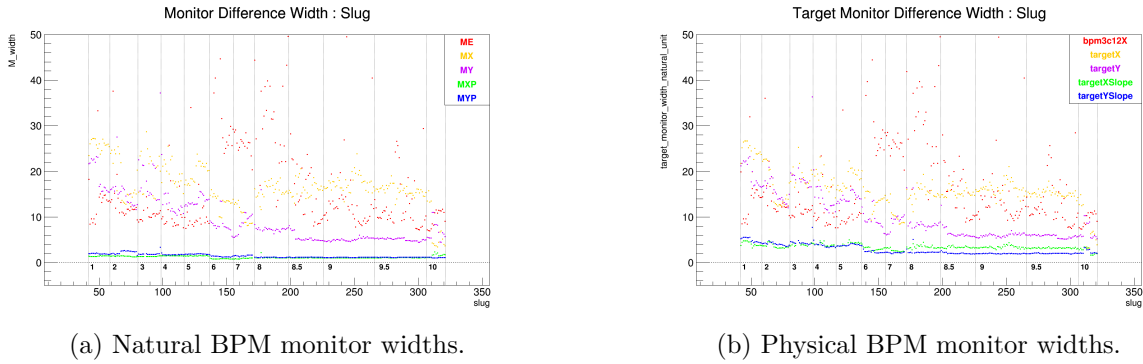 Monitor Difference Width : Slug
M_width
50
40
30
20
10
0
ME
MX
MY
MXP
MYP
1 2 3 4 5 6 7 8 8.5 9 9.5 10
50 100 150 200 250 300 350
slug
(a) Natural BPM monitor widths.
Target Monitor Difference Width : Slug
target_monitor_width_natural_unit
50
40
30
20
10
0
bpm3c12X
targetX
targetY
targetXSlope
targetYSlope
1 2 3 4 5 6 7 8 8.5 9 9.5 10
50 100 150 200 250 300 350
slug
(b) Physical BPM monitor widths.